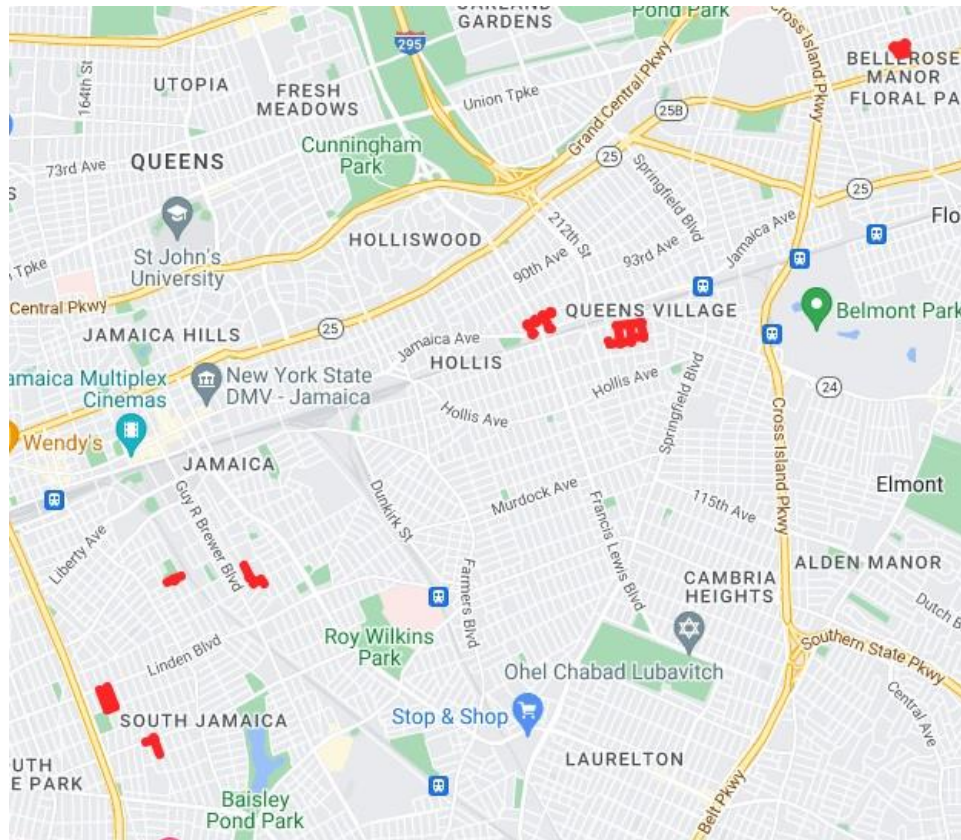 OAKLAND
GARDENS
Pond Park
295
164th St
UTOPIA
FRESH
MEADOWS
Union Tpke
Grand Central Pkwy
Cross Island Pkwy
BELLEROSE
MANOR
FLORAL PA
25B
Cunningham
Park
73rd Ave
QUEENS
25
Springfield Blvd
25
S
St John's
University
HOLLISWOOD
212th St
90th Ave
93rd Ave
Jamaica Ave
Flo
Tpke
Central Pkwy
JAMAICA HILLS
25
Jamaica Ave
HOLLIS
QUEENS VILLAGE
Belmont Park
amaica Multiplex
Cinemas
New York State
DMV - Jamaica
Hollis Ave
Hollis Ave
Springfield Blvd
24
Wendy's
JAMAICA
Guy R Brewer Blvd
Dunkirk St
Murdock Ave
Francis Lewis Blvd
115th Ave
Cross Island Pkwy
Elmont
Liberty Ave
Farmers Blvd
CAMBRIA
HEIGHTS
ALDEN MANOR
Dutch B
Linden Blvd
Roy Wilkins
Park
Ohel Chabad Lubavitch
Southern State Pkwy
Central Ave
SOUTH JAMAICA
Stop & Shop
LAURELTON
UTH
E PARK
Baisley
Pond Park
Belt Pkwy